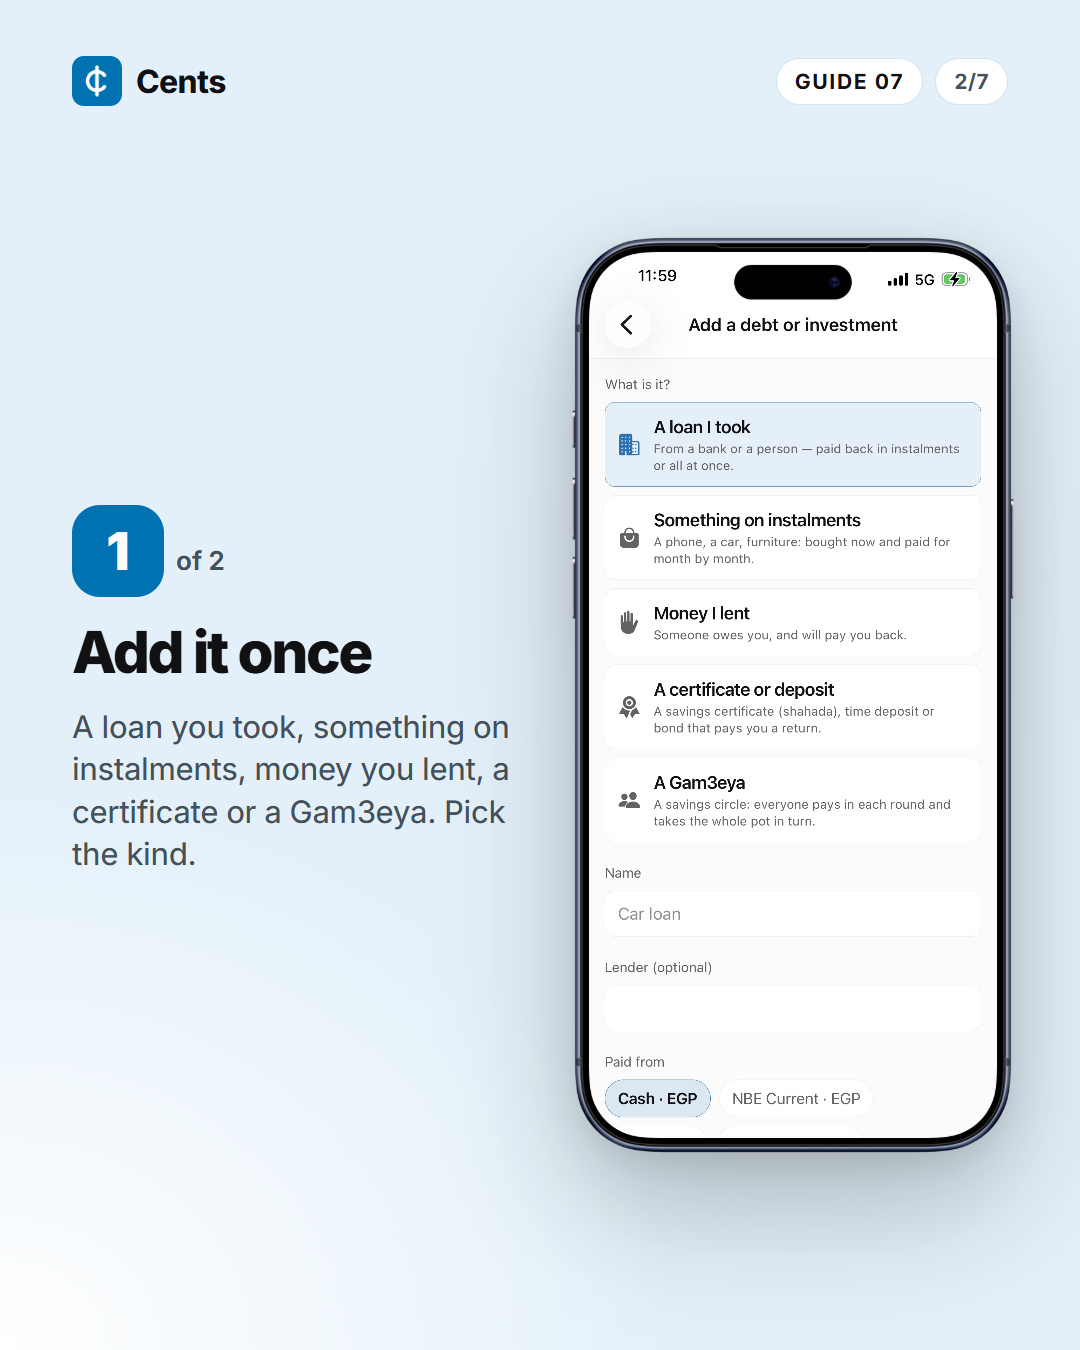 Cents
GUIDE 07
2/7
1 of 2
Add it once
A loan you took, something on
instalments, money you lent, a
certificate or a Gam3eya. Pick
the kind.
11:59
5G
Add a debt or investment
What is it?
A loan I took
From a bank or a person — paid back in instalments
or all at once.
Something on instalments
A phone, a car, furniture: bought now and paid for
month by month.
Money I lent
Someone owes you, and will pay you back.
A certificate or deposit
A savings certificate (shahada), time deposit or
bond that pays you a return.
A Gam3eya
A savings circle: everyone pays in each round and
takes the whole pot in turn.
Name
Car loan
Lender (optional)
Paid from
Cash · EGP
NBE Current · EGP